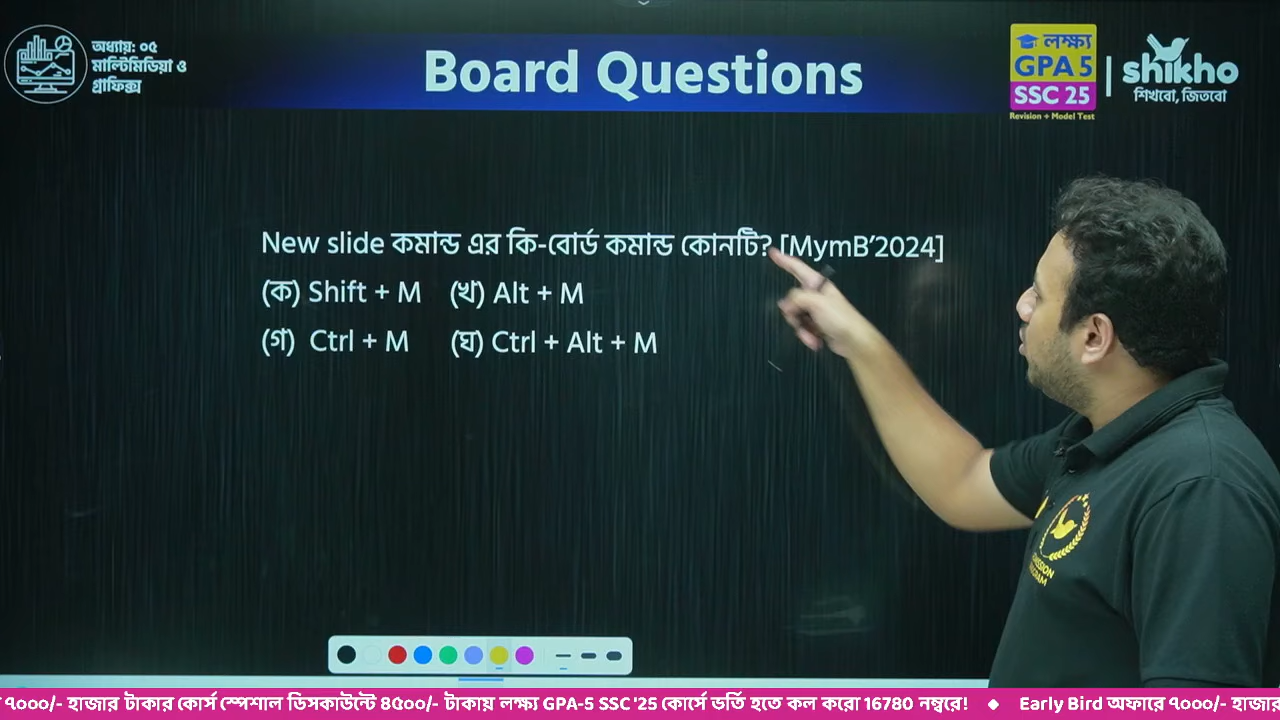 অধ্যায়: ০৫
মাল্টিমিডিয়া ও
গ্রাফিক্স
Board Questions
লক্ষ্য
GPA 5
SSC 25
Revision + Model Test
shikho
শিখবো, জিতবো
New slide কমান্ড এর কি-বোর্ড কমান্ড কোনটি? [MymB’2024]
(ক) Shift + M (খ) Alt + M
(গ) Ctrl + M (ঘ) Ctrl + Alt + M
৭০০০/- হাজার টাকার কোর্স স্পেশাল ডিসকাউন্টে ৪৫০০/- টাকায় লক্ষ্য GPA-5 SSC '25 কোর্সে ভর্তি হতে কল করো 16780 নম্বরে! ◆ Early Bird অফারে ৭০০০/- হাজার